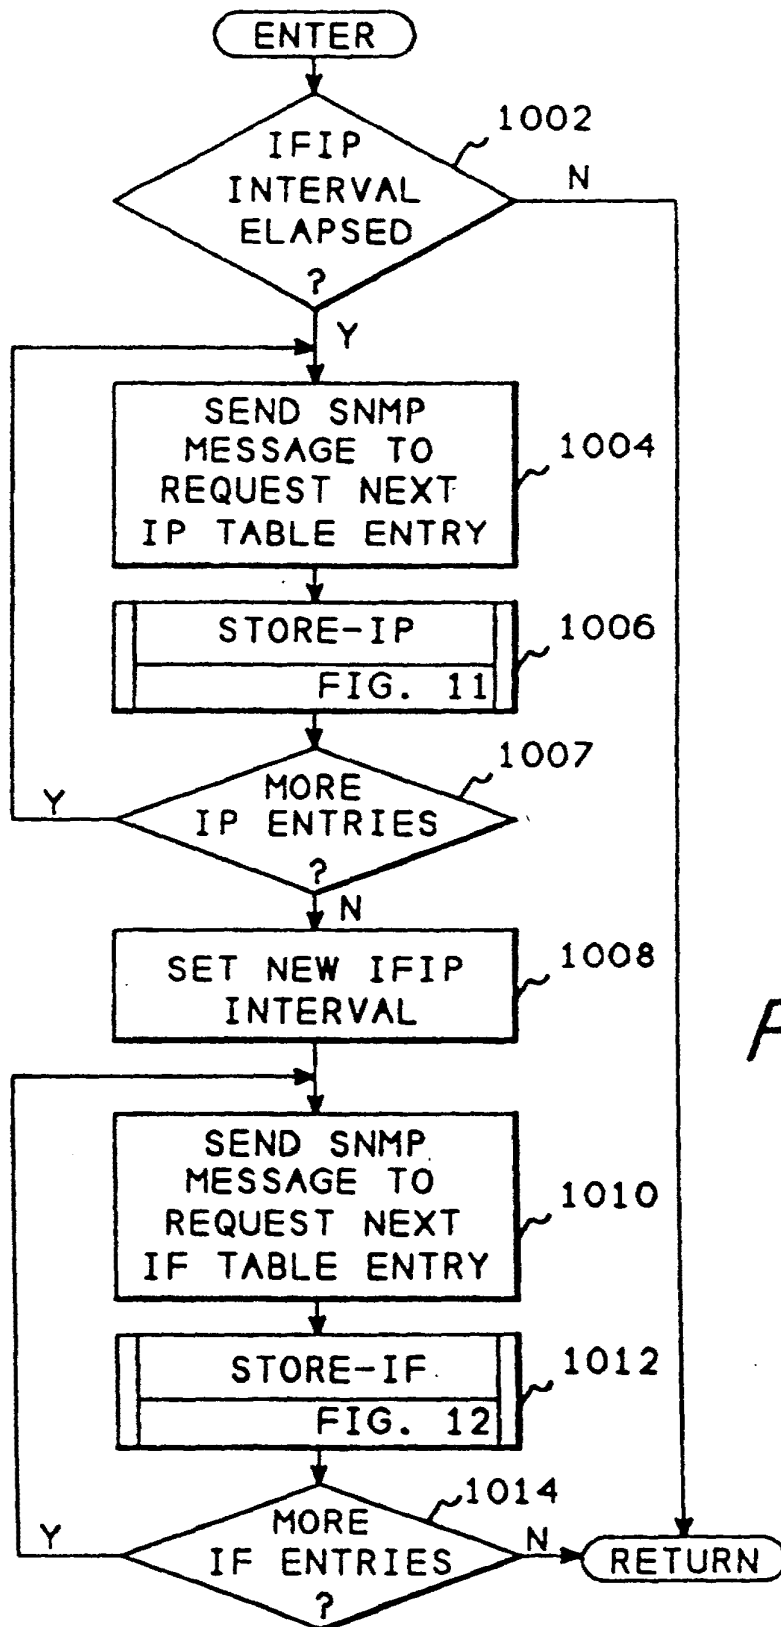 ENTER
1002
IFIP
INTERVAL
ELAPSED
?
N
Y
SEND SNMP
MESSAGE TO
REQUEST NEXT
IP TABLE ENTRY
1004
STORE-IP
FIG. 11
1006
1007
MORE
IP ENTRIES
?
Y
N
SET NEW IFIP
INTERVAL
1008
SEND SNMP
MESSAGE TO
REQUEST NEXT
IF TABLE ENTRY
1010
STORE-IF
FIG. 12
1012
1014
MORE
IF ENTRIES
?
Y
N
RETURN